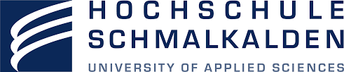 HOCHSCHULE
SCHMALKALDEN
UNIVERSITY OF APPLIED SCIENCES